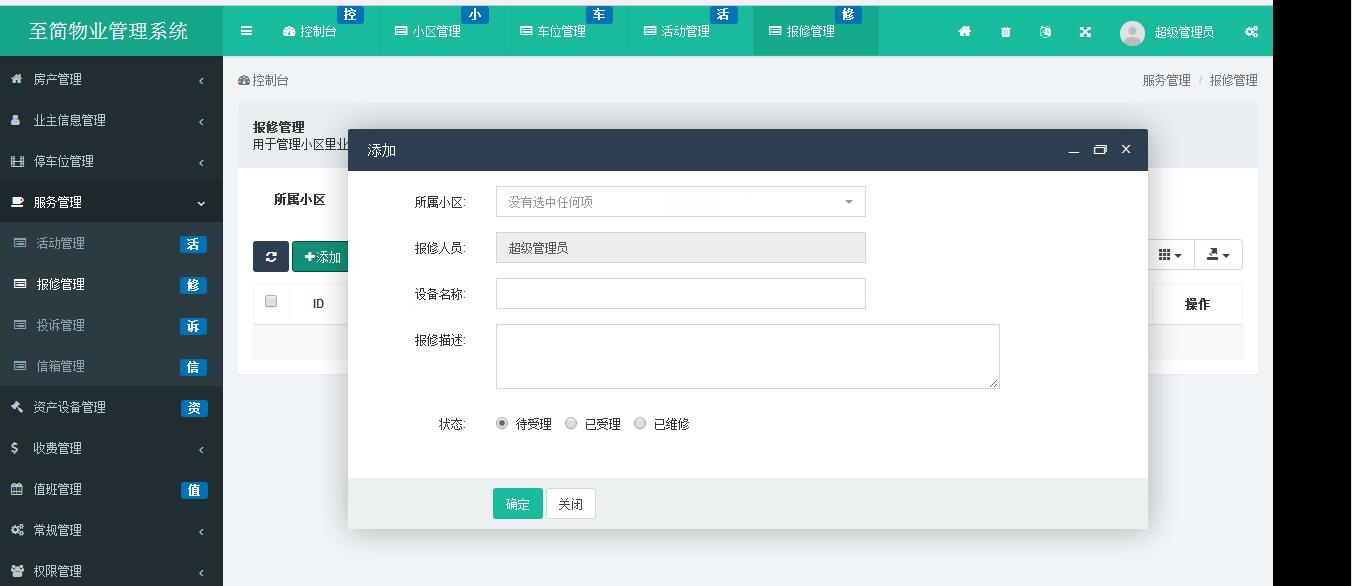 至简物业管理系统
控制台
控
小区管理
小
车位管理
车
活动管理
活
报修管理
修
超级管理员
房产管理
业主信息管理
停车位管理
服务管理
活动管理
活
报修管理
修
投诉管理
诉
信箱管理
信
资产设备管理
资
收费管理
值班管理
值
常规管理
权限管理
控制台
服务管理 / 报修管理
报修管理
用于管理小区里业
所属小区
添加
ID
操作
添加
所属小区:
没有选中任何项
报修人员:
超级管理员
设备名称:
报修描述:
状态:
待受理 已受理 已维修
确定 关闭